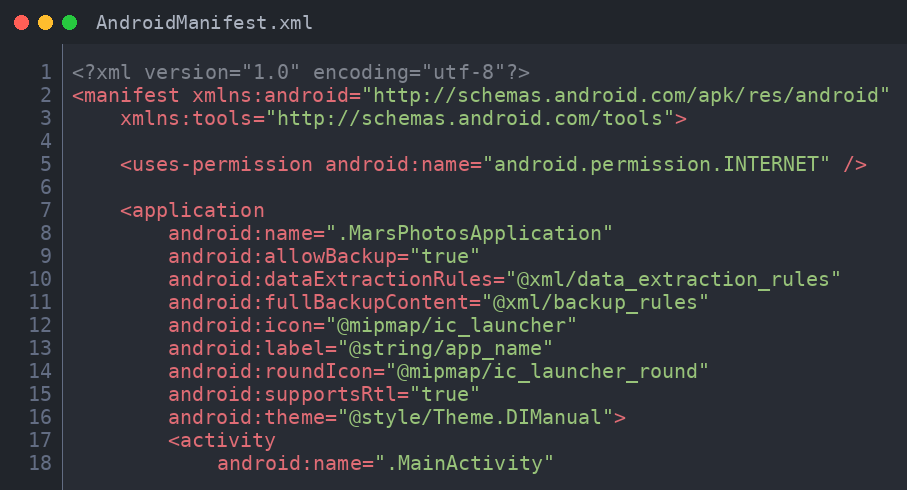 AndroidManifest.xml
1 <?xml version="1.0" encoding="utf-8"?>
2 <manifest xmlns:android="http://schemas.android.com/apk/res/android"
3     xmlns:tools="http://schemas.android.com/tools">
4
5     <uses-permission android:name="android.permission.INTERNET" />
6
7     <application
8         android:name=".MarsPhotosApplication"
9         android:allowBackup="true"
10         android:dataExtractionRules="@xml/data_extraction_rules"
11         android:fullBackupContent="@xml/backup_rules"
12         android:icon="@mipmap/ic_launcher"
13         android:label="@string/app_name"
14         android:roundIcon="@mipmap/ic_launcher_round"
15         android:supportsRtl="true"
16         android:theme="@style/Theme.DIManual">
17         <activity
18             android:name=".MainActivity"